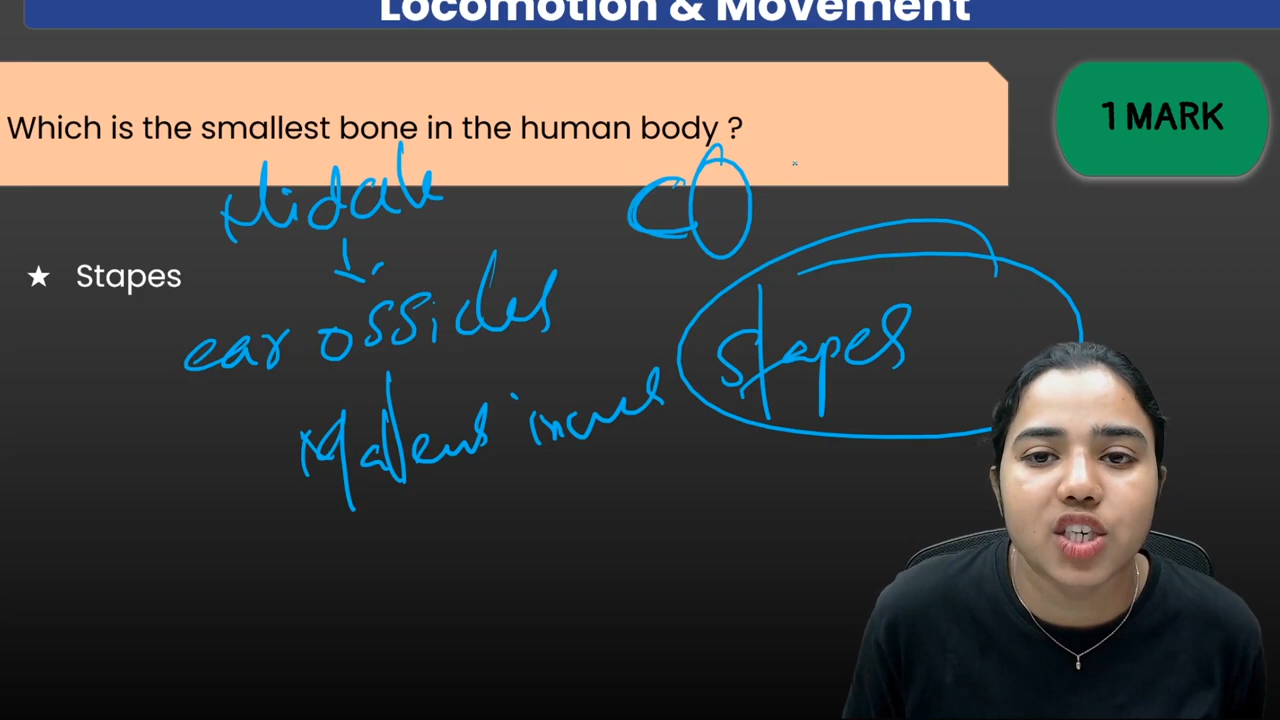 Locomotion & Movement
Which is the smallest bone in the human body ?
1 MARK
Middle
★ Stapes
ear ossicles
Malleus incus stapes